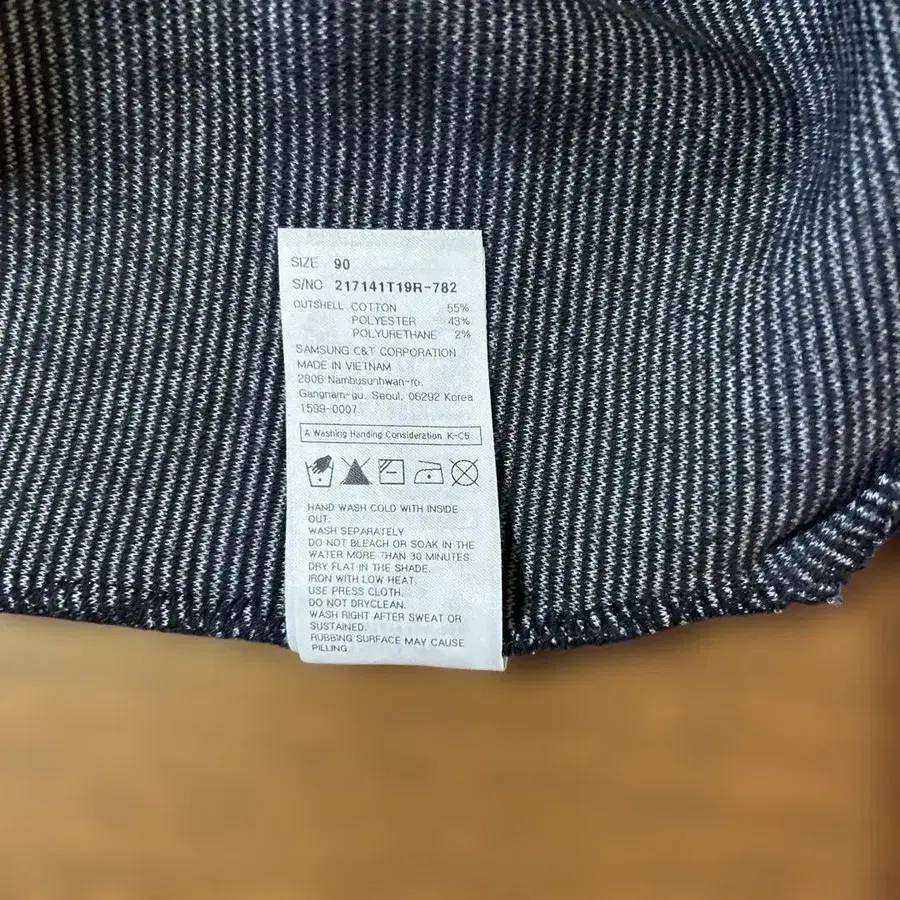 SIZE 90
S/NO 217141T19R-782
OUTSHELL COTTON 55%
POLYESTER 43%
POLYURETHANE 2%
SAMSUNG C&T CORPORATION
MADE IN VIETNAM
2806 Nambusunhwan-ro,
Gangnam-gu, Seoul, 06292 Korea
1599-0007
A Washing Handing Consideration K-C5
HAND WASH COLD WITH INSIDE
OUT.
WASH SEPARATELY.
DO NOT BLEACH OR SOAK IN THE
WATER MORE THAN 30 MINUTES.
DRY FLAT IN THE SHADE.
IRON WITH LOW HEAT.
USE PRESS CLOTH.
DO NOT DRYCLEAN.
WASH RIGHT AFTER SWEAT OR
SUSTAINED.
RUBBING SURFACE MAY CAUSE
PILLING.